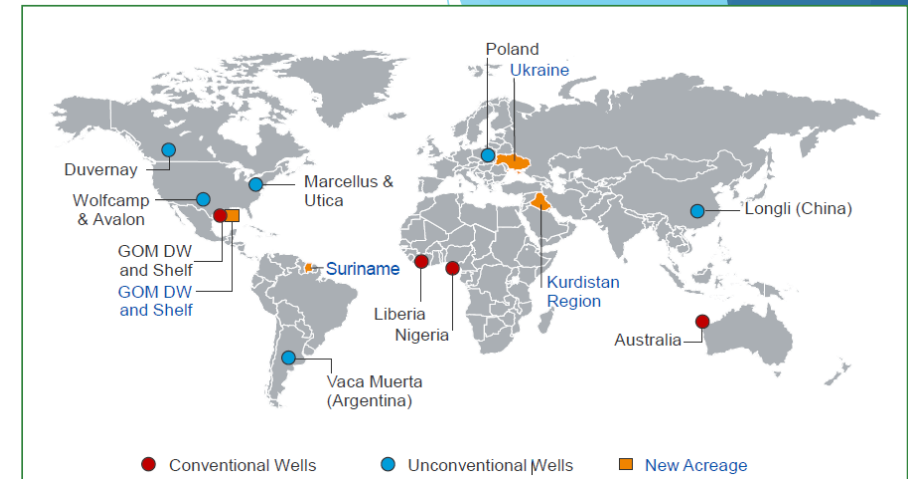 Poland
Ukraine
Duvernay
Marcellus &
Utica
Wolfcamp
& Avalon
Longli (China)
GOM DW
and Shelf
GOM DW
and Shelf
Suriname
Kurdistan
Region
Liberia
Nigeria
Australia
Vaca Muerta
(Argentina)
Conventional Wells
Unconventional Wells
New Acreage